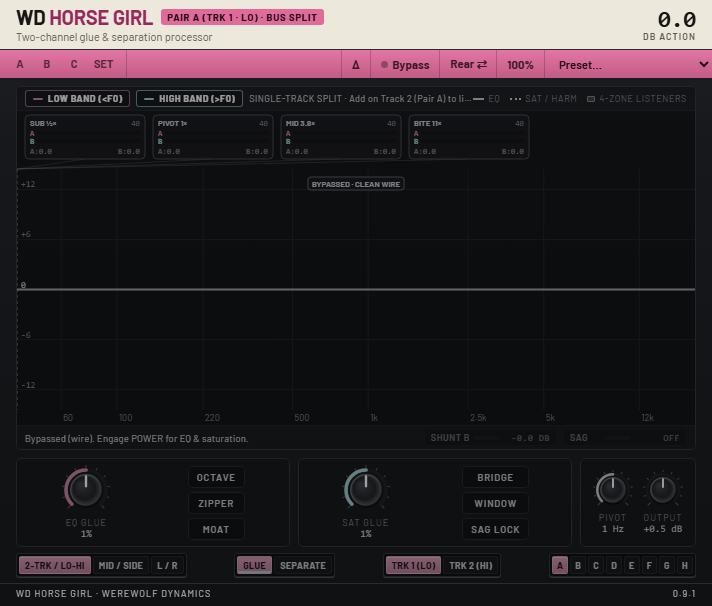 WD HORSE GIRL PAIR A (TRK 1 · LO) · BUS SPLIT
Two-channel glue & separation processor
0.0
DB ACTION
A B C SET Δ Bypass Rear ⇄ 100% Preset...
LOW BAND (<F0) HIGH BAND (>F0) SINGLE-TRACK SPLIT · Add on Track 2 (Pair A) to li... EQ SAT / HARM 4-ZONE LISTENERS
SUB ½× 40 PIVOT 1× 40 MID 3.8× 40 BITE 11× 40
A A A A
B B B B
A:0.0 B:0.0 A:0.0 B:0.0 A:0.0 B:0.0 A:0.0 B:0.0
BYPASSED · CLEAN WIRE
+12
+6
0
-6
-12
60 100 220 500 1k 2.5k 5k 12k
Bypassed (wire). Engage POWER for EQ & saturation. SHUNT B -0.0 DB SAG OFF
EQ GLUE
1%
OCTAVE
ZIPPER
MOAT
SAT GLUE
1%
BRIDGE
WINDOW
SAG LOCK
PIVOT OUTPUT
1 Hz +0.5 dB
2-TRK / LO-HI MID / SIDE L / R GLUE SEPARATE TRK 1 (LO) TRK 2 (HI) A B C D E F G H
WD HORSE GIRL · WEREWOLF DYNAMICS 0.9.1